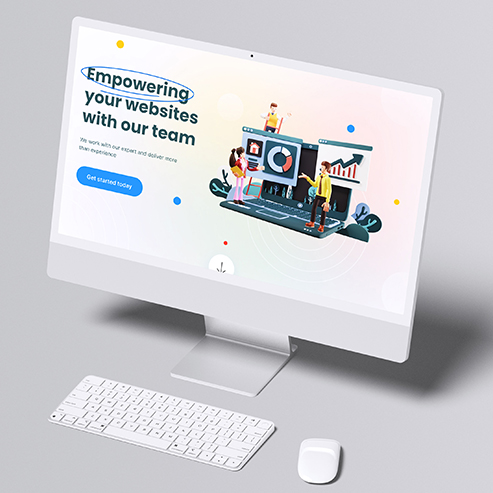 Empowering
your websites
with our team
We work with our expert and deliver more
than experience
Get started today